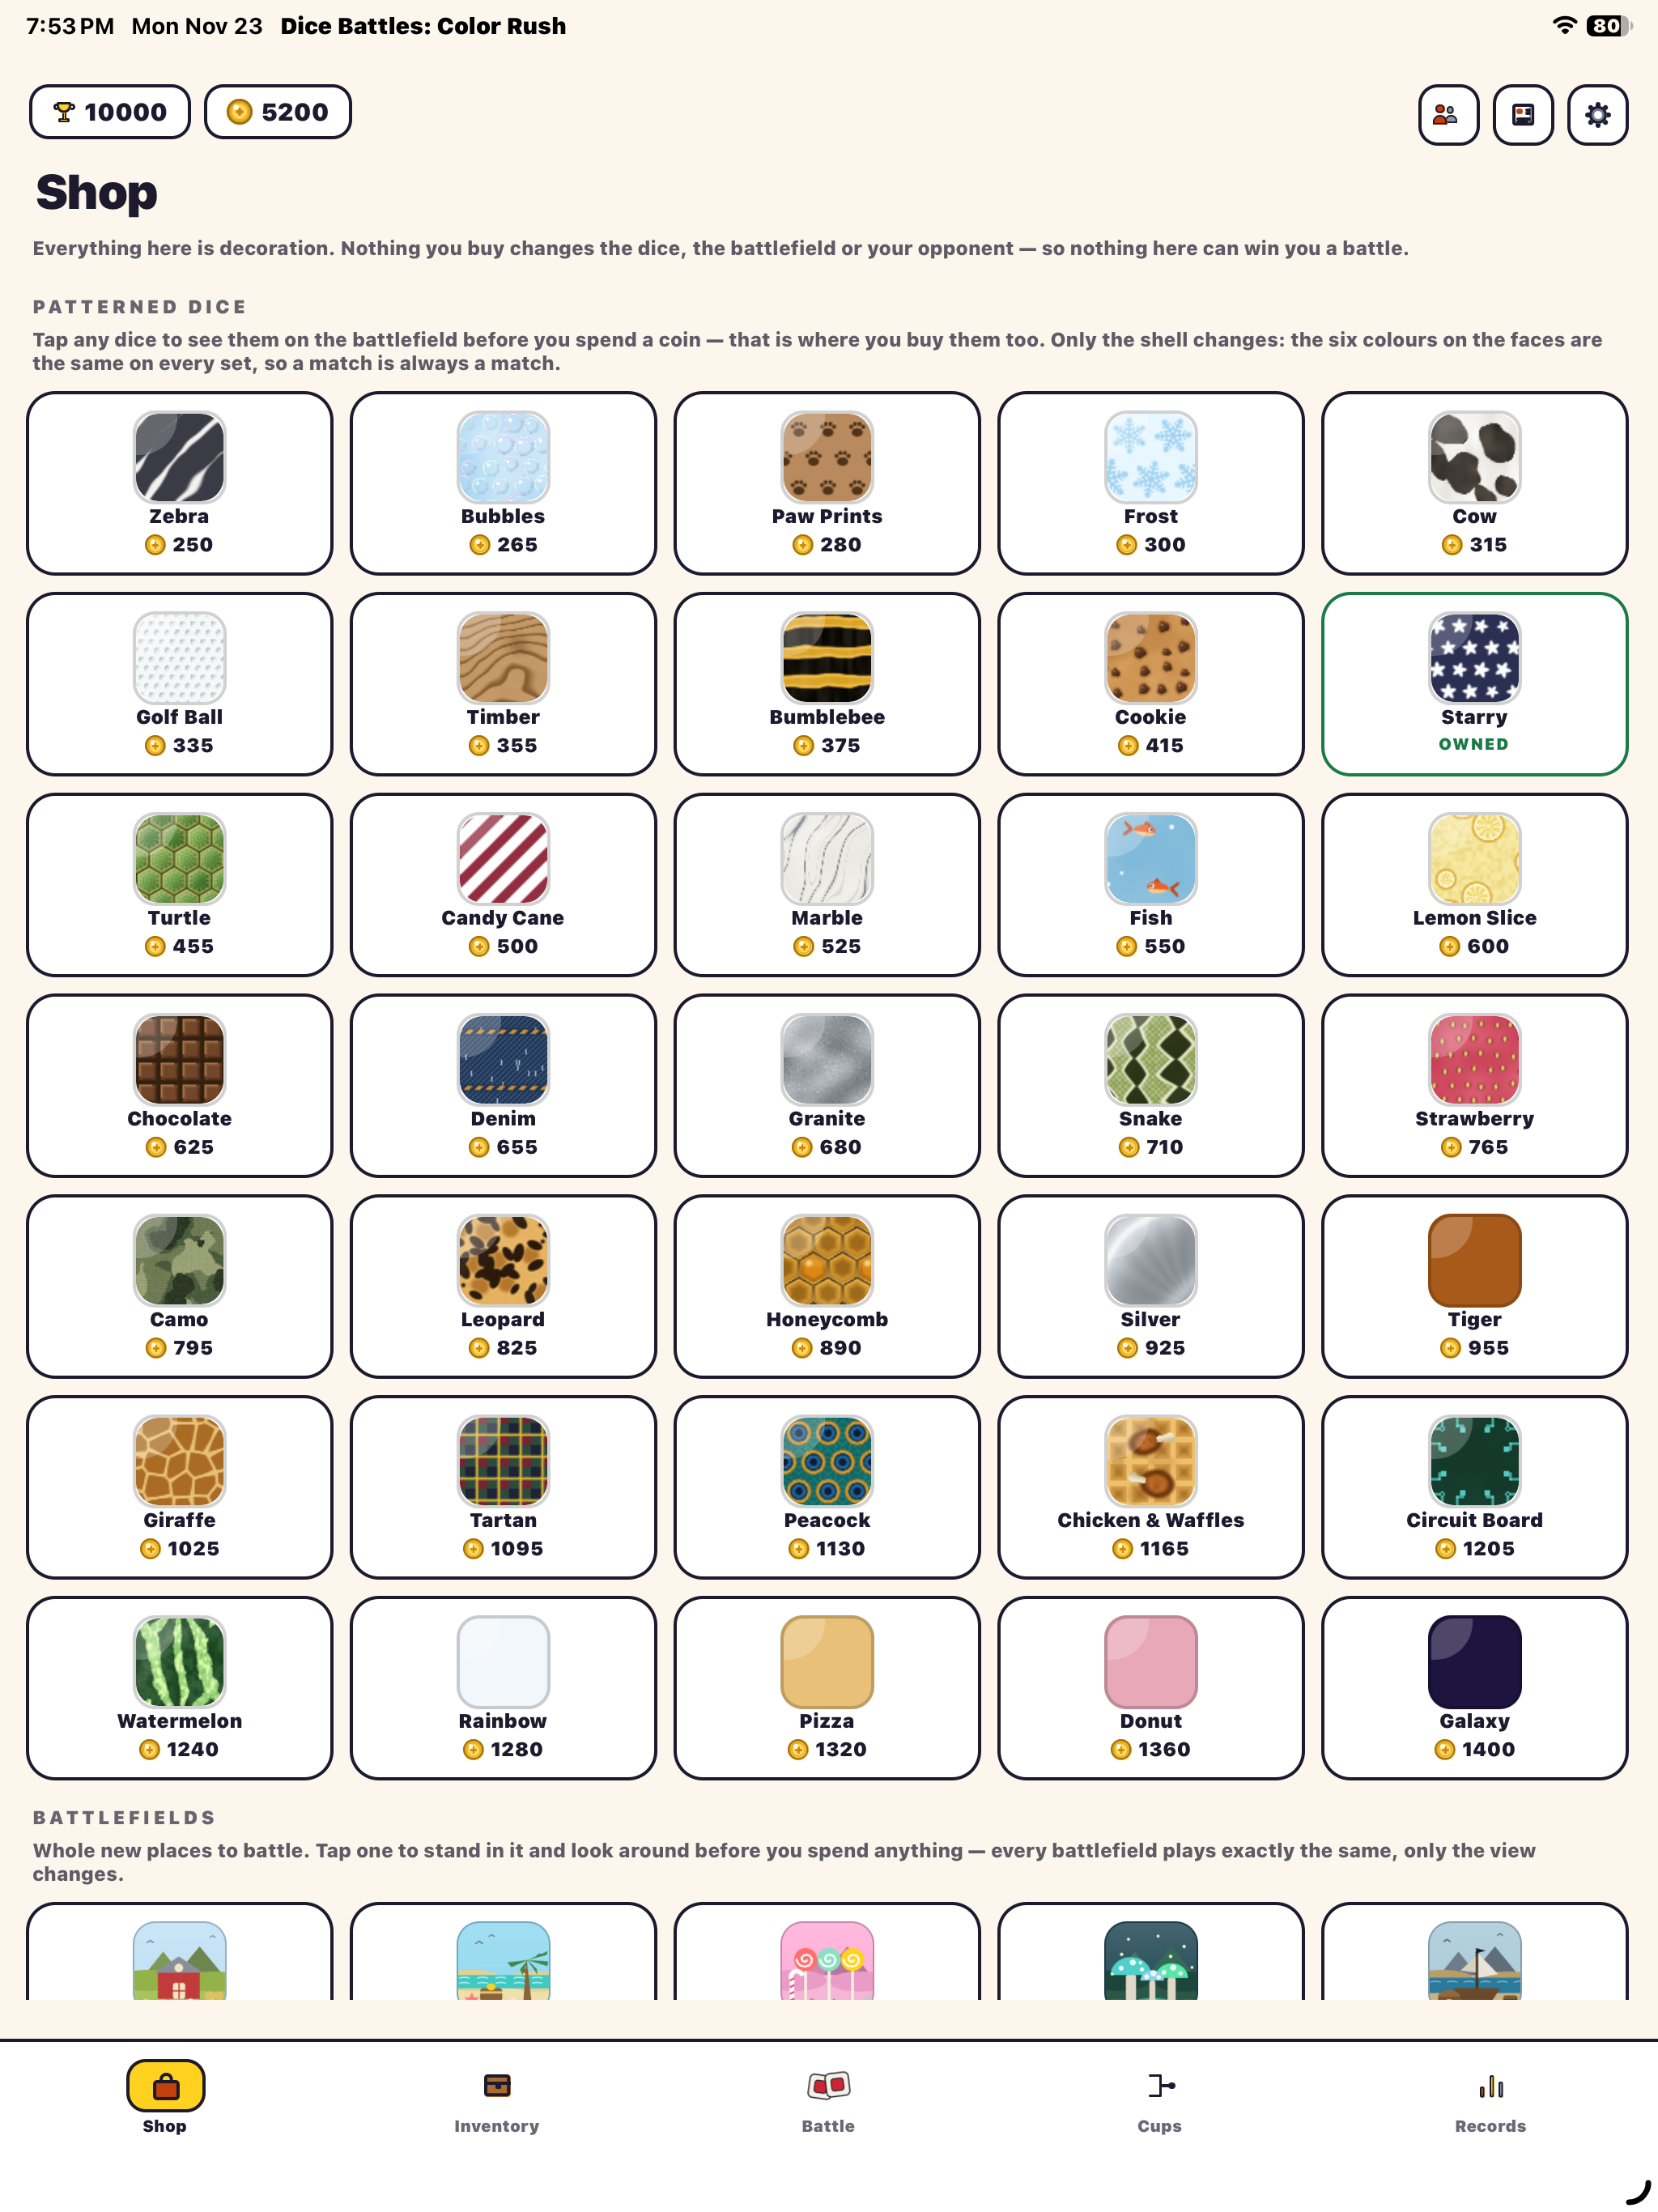 7:53 PM Mon Nov 23 Dice Battles: Color Rush
80
10000
5200
Shop
Everything here is decoration. Nothing you buy changes the dice, the battlefield or your opponent — so nothing here can win you a battle.
PATTERNED DICE
Tap any dice to see them on the battlefield before you spend a coin — that is where you buy them too. Only the shell changes: the six colours on the faces are
the same on every set, so a match is always a match.
Zebra
250
Bubbles
265
Paw Prints
280
Frost
300
Cow
315
Golf Ball
335
Timber
355
Bumblebee
375
Cookie
415
Starry
OWNED
Turtle
455
Candy Cane
500
Marble
525
Fish
550
Lemon Slice
600
Chocolate
625
Denim
655
Granite
680
Snake
710
Strawberry
765
Camo
795
Leopard
825
Honeycomb
890
Silver
925
Tiger
955
Giraffe
1025
Tartan
1095
Peacock
1130
Chicken & Waffles
1165
Circuit Board
1205
Watermelon
1240
Rainbow
1280
Pizza
1320
Donut
1360
Galaxy
1400
BATTLEFIELDS
Whole new places to battle. Tap one to stand in it and look around before you spend anything — every battlefield plays exactly the same, only the view
changes.
Shop
Inventory
Battle
Cups
Records